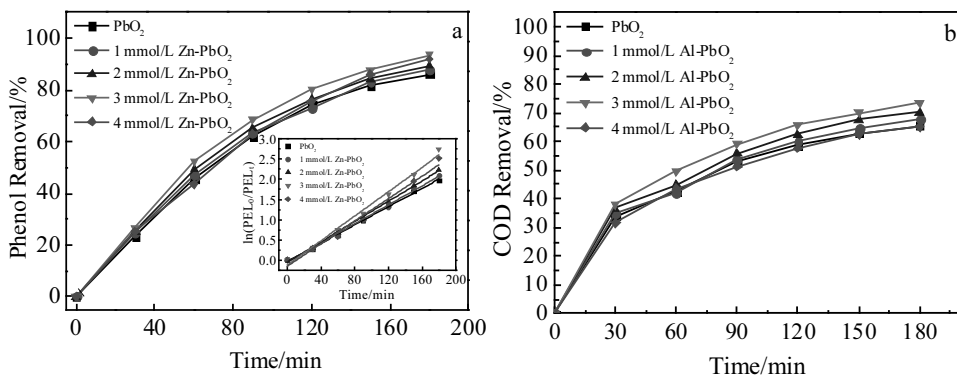 a
PbO₂
1 mmol/L Zn-PbO₂
2 mmol/L Zn-PbO₂
3 mmol/L Zn-PbO₂
4 mmol/L Zn-PbO₂
Phenol Removal/%
100
80
60
40
20
0
0 40 80 120 160 200
Time/min
PbO₂
1 mmol/L Zn-PbO₂
2 mmol/L Zn-PbO₂
3 mmol/L Zn-PbO₂
4 mmol/L Zn-PbO₂
3.0
2.5
2.0
1.5
1.0
0.5
0.0
0 40 80 120 160 200
Time/min
b
PbO₂
1 mmol/L Al-PbO₂
2 mmol/L Al-PbO₂
3 mmol/L Al-PbO₂
4 mmol/L Al-PbO₂
COD Removal/%
100
90
80
70
60
50
40
30
20
10
0
0 30 60 90 120 150 180
Time/min